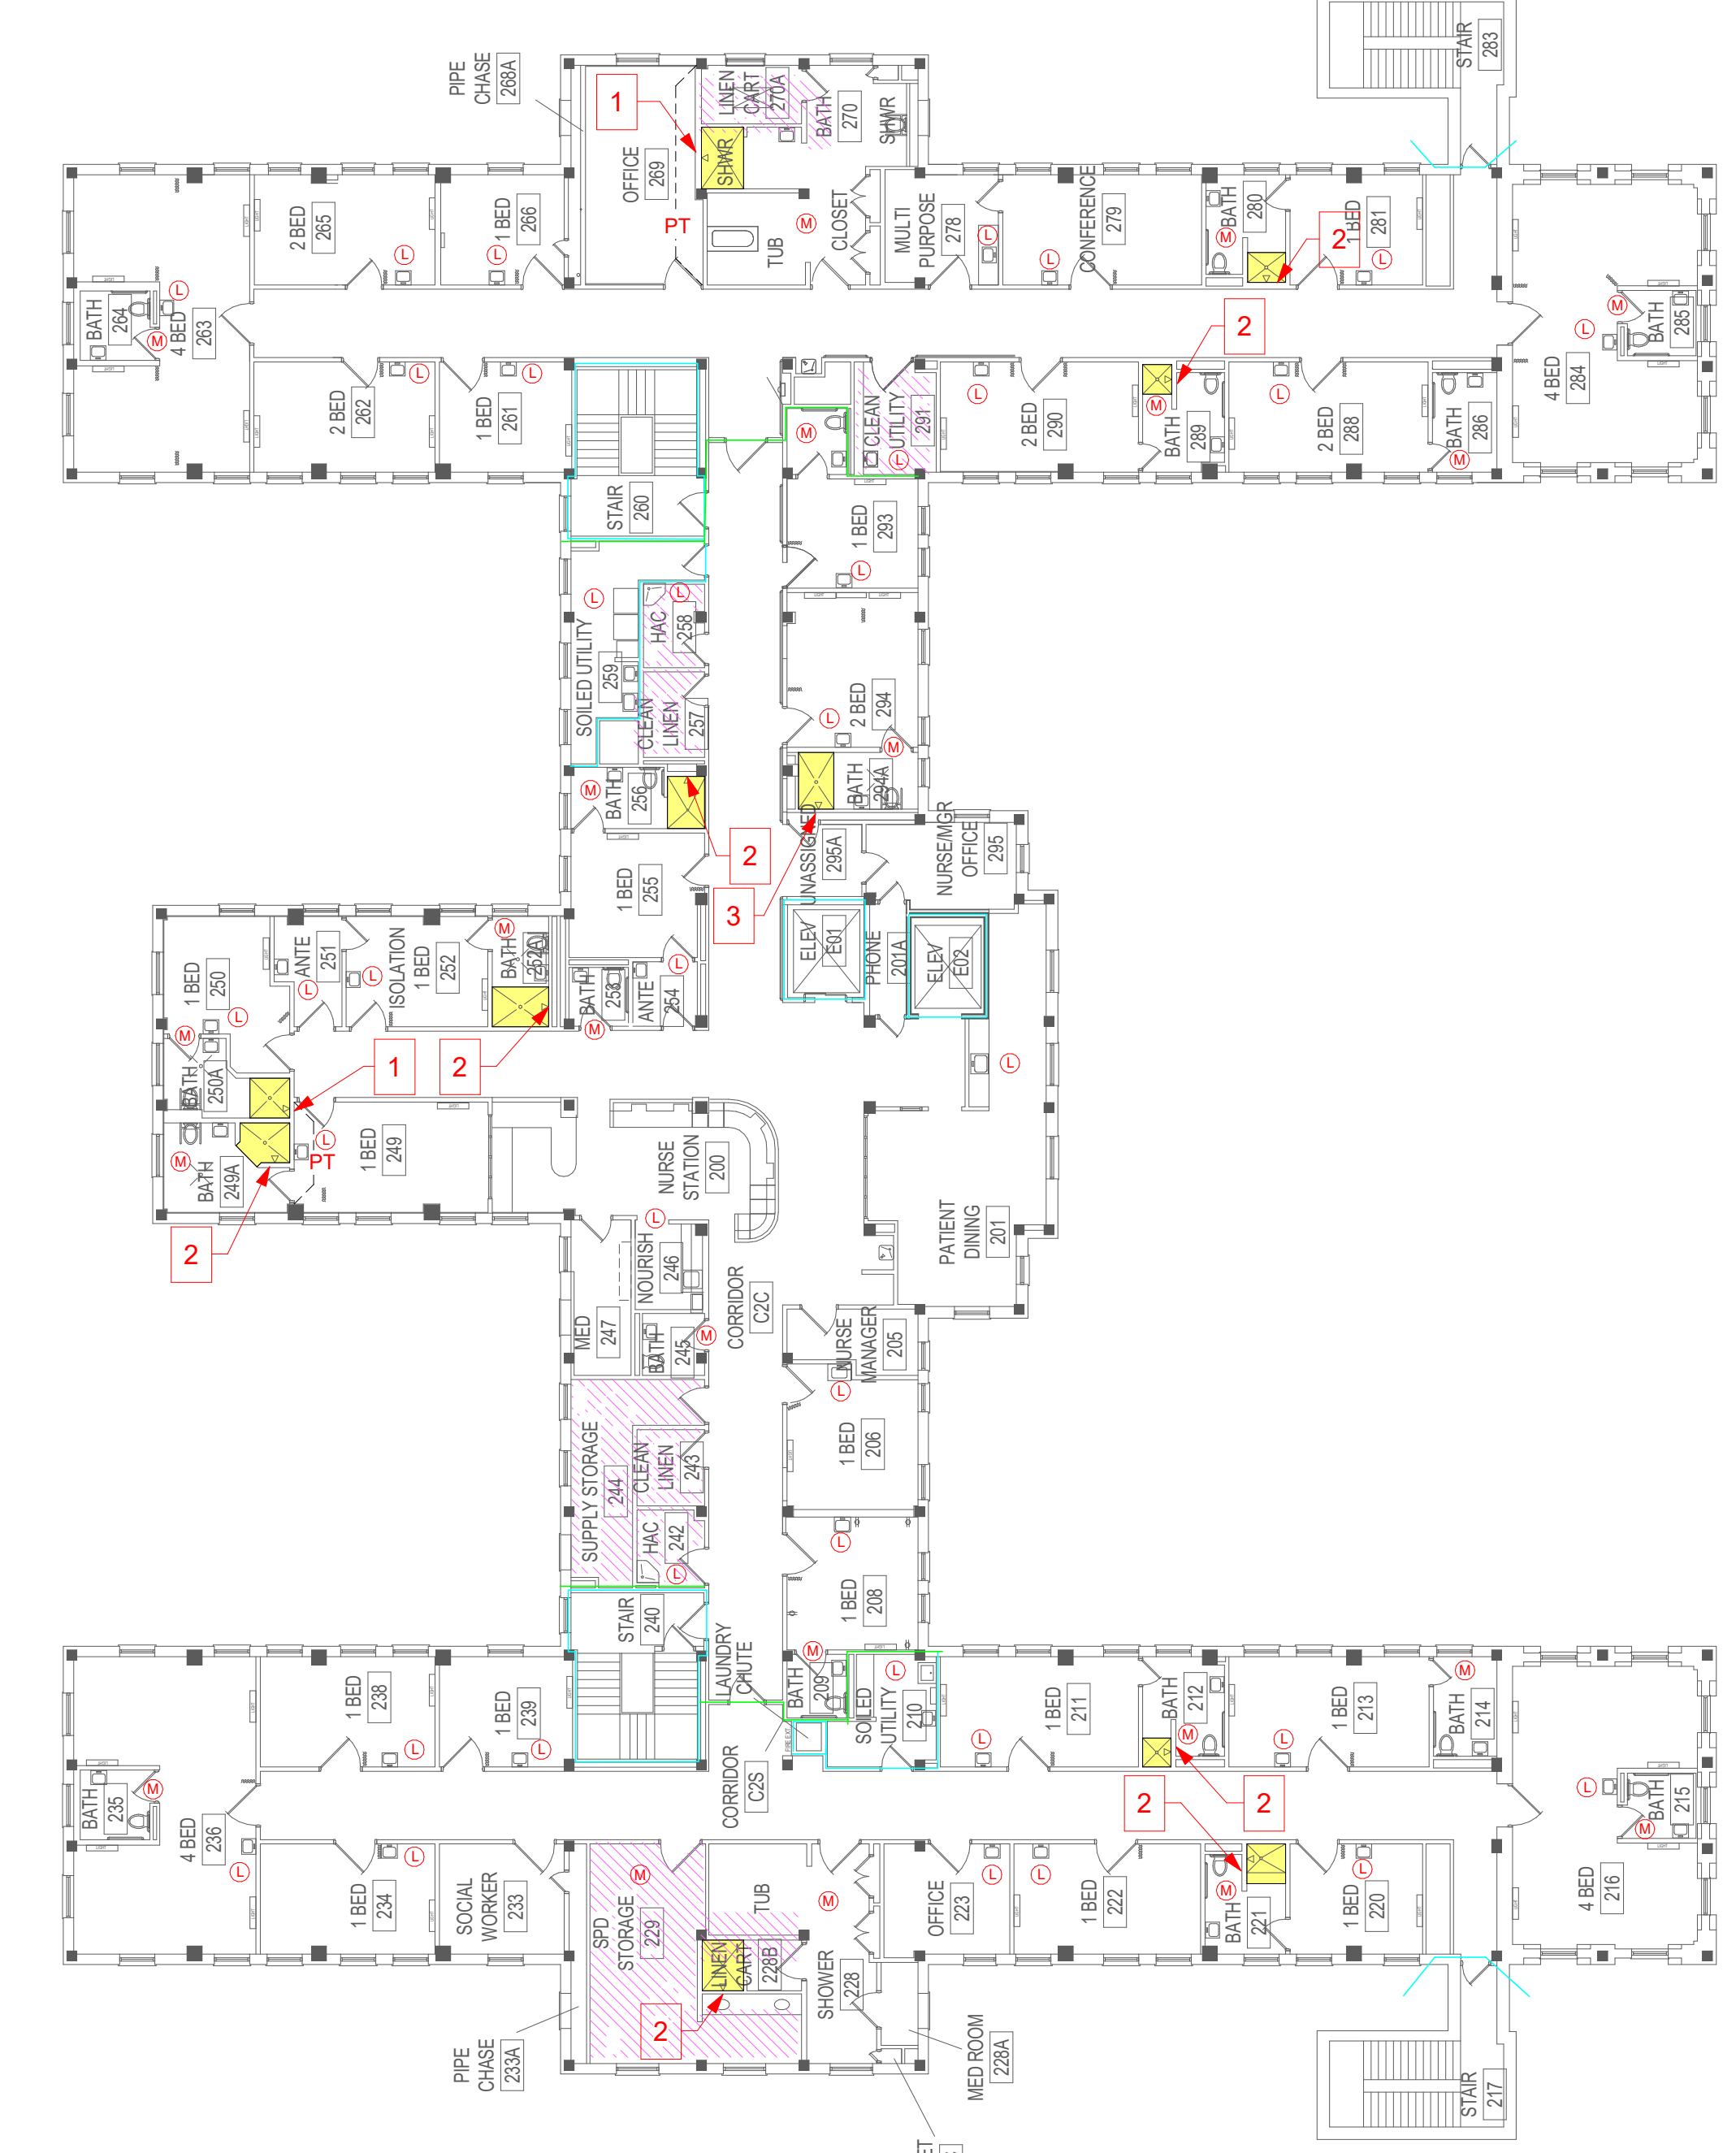 STAIR
283
PIPE
CHASE
268A
1
LINEN
CART
270A
BATH
270
SHWR
SHWR
OFFICE
269
PT
TUB
CLOSET
M
MULTI
PURPOSE
278
L
CONFERENCE
279
L
BATH
280
M
2
1 BED
281
L
2 BED
265
L
1 BED
266
L
BATH
264
M
L
4 BED
263
2 BED
262
L
1 BED
261
L
2
M
BATH
285
L
4 BED
284
M
CLEAN
UTILITY
291
L
L
2 BED
290
M
BATH
289
L
2 BED
288
BATH
286
M
STAIR
260
1 BED
293
L
L
SOILED UTILITY
259
L
HAC
258
CLEAN
LINEN
257
2 BED
294
L
M
BATH
294A
M
BATH
256
2
3
1 BED
255
UNASSIGNED
295A
NURSE/MGR
OFFICE
295
1 BED
250
L
ANTE
251
L
L
ISOLATION
1 BED
252
M
BATH
252A
BATH
253
M
ANTE
254
L
ELEV
E01
PHONE
201A
ELEV
E02
M
BATH
250A
1
2
L
L
PT
1 BED
249
M
BATH
249A
2
NURSE
STATION
200
L
PATIENT
DINING
201
MED
247
NOURISH
246
BATH
245
M
CORRIDOR
C2C
NURSE
MANAGER
205
L
1 BED
206
SUPPLY STORAGE
244
CLEAN
LINEN
243
HAC
242
L
L
1 BED
208
STAIR
240
LAUNDRY
CHUTE
M
BATH
209
L
SOILED
UTILITY
210
FIRE EXT
1 BED
238
L
1 BED
239
L
L
1 BED
211
BATH
212
M
L
1 BED
213
M
BATH
214
BATH
235
M
4 BED
236
L
CORRIDOR
C2S
2
2
L
BATH
215
M
4 BED
216
1 BED
234
L
SOCIAL
WORKER
233
SPD
STORAGE
229
M
TUB
M
LINEN
CART
228B
SHOWER
228
OFFICE
223
L
L
1 BED
222
M
BATH
221
L
1 BED
220
2
PIPE
CHASE
233A
MED ROOM
228A
STAIR
217